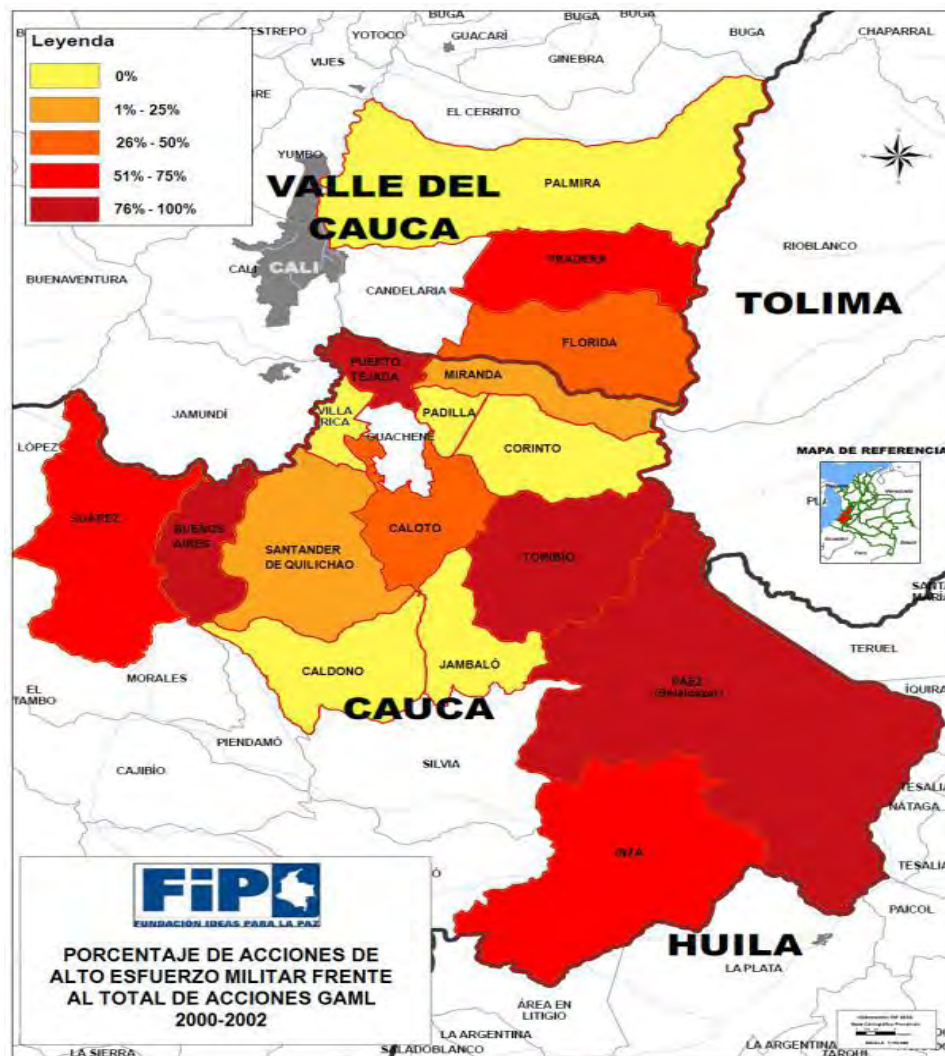 Leyenda
0%
1% - 25%
26% - 50%
51% - 75%
76% - 100%
BUGA
BUGA
BUGA
YOTOCO
GUACARÍ
BUGA
CHAPARRAL
GINEBRA
VIJES
EL CERRITO
YUMBO
VALLE DEL
CAUCA
PALMIRA
RIOBLANCO
CALI
CALI
BUENAVENTURA
CANDELARIA
PRADERA
TOLIMA
FLORIDA
PUERTO
TEJADA
MIRANDA
JAMUNDÍ
VILLA
RICA
PADILLA
LÓPEZ
GUACHENÉ
CORINTO
MAPA DE REFERENCIA
SUÁREZ
BUENOS
AIRES
SANTANDER
DE QUILICHAO
CALOTO
TORIBÍO
TERUEL
CALDONO
JAMBALÓ
MORALES
PÁEZ
(Belalcazar)
ÍQUIRA
EL
TAMBO
CAUCA
PIENDAMÓ
CAJIBÍO
SILVIA
TESALIA
NÁTAGA
INZA
TESALIA
PAICOL
FiP
FUNDACIÓN IDEAS PARA LA PAZ
PORCENTAJE DE ACCIONES DE
ALTO ESFUERZO MILITAR FRENTE
AL TOTAL DE ACCIONES GAML
2000-2002
HUILA
LA PLATA
ÁREA EN
LITIGIO
LA ARGENTINA
LA ARGENTINA
SALADOBLANCO
TARQUI
LA SIERRA